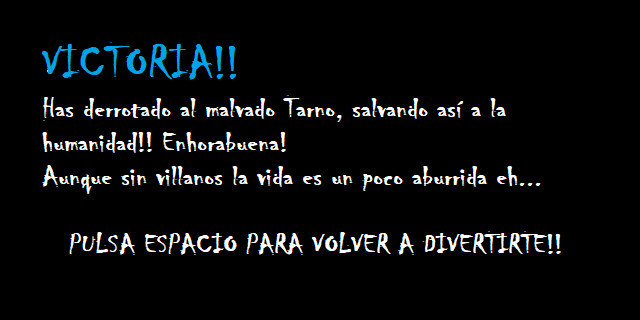 VICTORIA!!
Has derrotado al malvado Tarno, salvando así a la
humanidad!! Enhorabuena!
Aunque sin villanos la vida es un poco aburrida eh...
PULSA ESPACIO PARA VOLVER A DIVERTIRTE!!